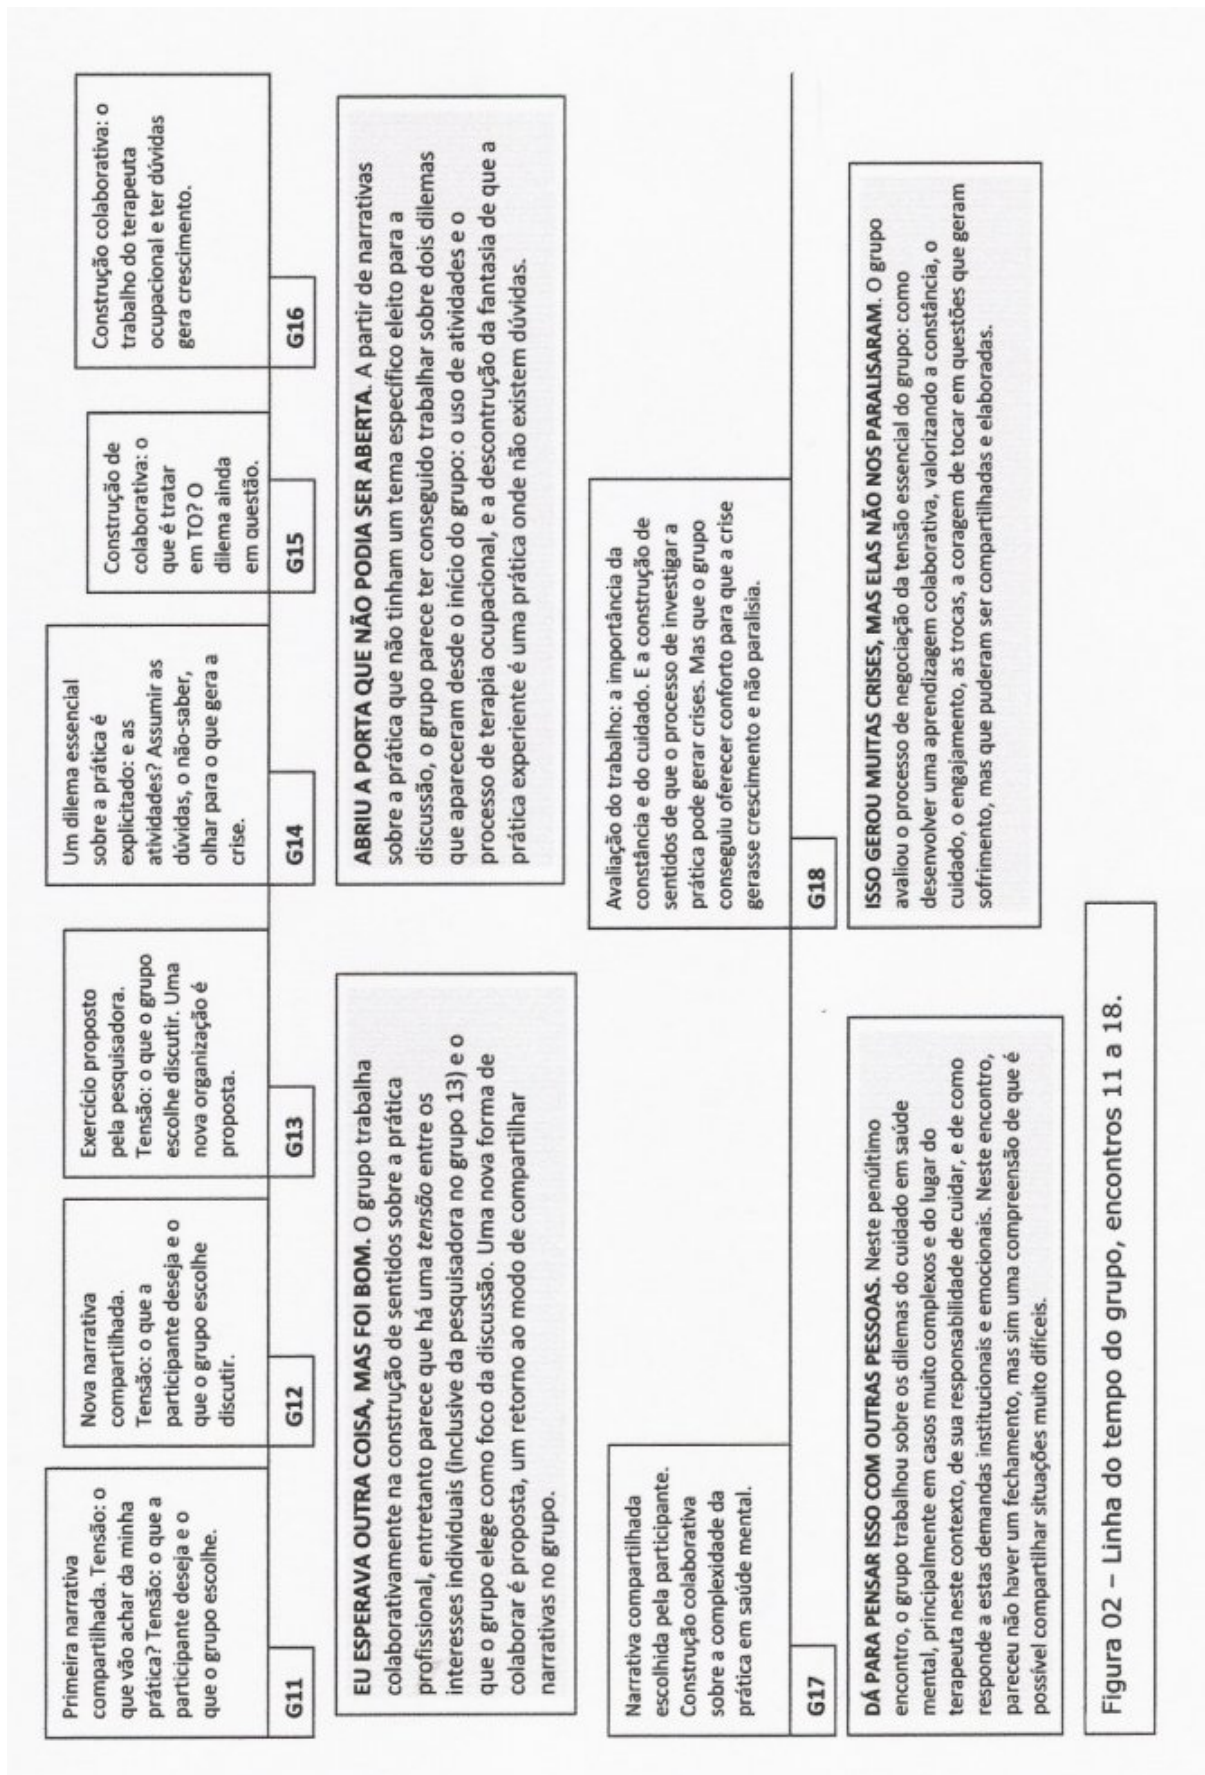 Primeira narrativa
compartilhada. Tensão: o
que vão achar da minha
prática? Tensão: o que a
participante deseja e o
que o grupo escolhe.
G11
Nova narrativa
compartilhada.
Tensão: o que a
participante deseja e o
que o grupo escolhe
discutir.
G12
Exercício proposto
pela pesquisadora.
Tensão: o que o grupo
escolhe discutir. Uma
nova organização é
proposta.
G13
Um dilema essencial
sobre a prática é
explicitado: e as
atividades? Assumir as
dúvidas, o não-saber,
olhar para o que gera a
crise.
G14
Construção de
colaborativa: o
que é tratar
em TO? O
dilema ainda
em questão.
G15
Construção colaborativa: o
trabalho do terapeuta
ocupacional e ter dúvidas
gera crescimento.
G16
EU ESPERAVA OUTRA COISA, MAS FOI BOM. O grupo trabalha
colaborativamente na construção de sentidos sobre a prática
profissional, entretanto parece que há uma tensão entre os
interesses individuais (inclusive da pesquisadora no grupo 13) e o
que o grupo elege como foco da discussão. Uma nova forma de
colaborar é proposta, um retorno ao modo de compartilhar
narrativas no grupo.
ABRIU A PORTA QUE NÃO PODIA SER ABERTA. A partir de narrativas
sobre a prática que não tinham um tema específico eleito para a
discussão, o grupo parece ter conseguido trabalhar sobre dois dilemas
que apareceram desde o início do grupo: o uso de atividades e o
processo de terapia ocupacional, e a descontrução da fantasia de que a
prática experiente é uma prática onde não existem dúvidas.
Narrativa compartilhada
escolhida pela participante.
Construção colaborativa
sobre a complexidade da
prática em saúde mental.
G17
Avaliação do trabalho: a importância da
constância e do cuidado. E a construção de
sentidos de que o processo de investigar a
prática pode gerar crises. Mas que o grupo
conseguiu oferecer conforto para que a crise
gerasse crescimento e não paralisia.
G18
DÁ PARA PENSAR ISSO COM OUTRAS PESSOAS. Neste penúltimo
encontro, o grupo trabalhou sobre os dilemas do cuidado em saúde
mental, principalmente em casos muito complexos e do lugar do
terapeuta neste contexto, de sua responsabilidade de cuidar, e de como
responde a estas demandas institucionais e emocionais. Neste encontro,
pareceu não haver um fechamento, mas sim uma compreensão de que é
possível compartilhar situações muito difíceis.
ISSO GEROU MUITAS CRISES, MAS ELAS NÃO NOS PARALISARAM. O grupo
avaliou o processo de negociação da tensão essencial do grupo: como
desenvolver uma aprendizagem colaborativa, valorizando a constância, o
cuidado, o engajamento, as trocas, a coragem de tocar em questões que geram
sofrimento, mas que puderam ser compartilhadas e elaboradas.
Figura 02 – Linha do tempo do grupo, encontros 11 a 18.